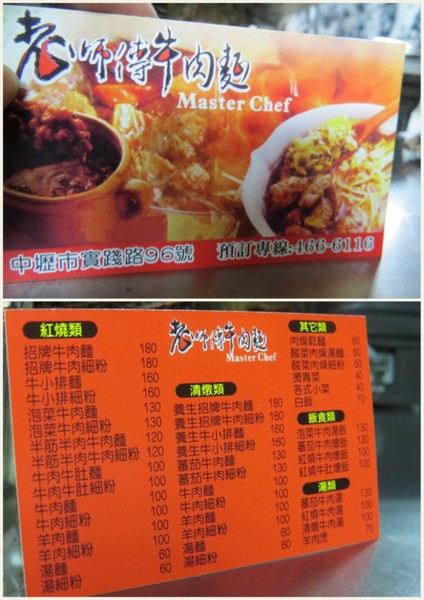 老師傅牛肉麵
Master Chef
中壢市實踐路96號 預訂專線:466-6116
老師傅牛肉麵
Master Chef
紅燒類
招牌牛肉麵 180
招牌牛肉細粉 180
牛小排麵 160
牛小排細粉 160
泡菜牛肉麵 130
泡菜牛肉細粉 130
半筋半肉牛肉麵 120
半筋半肉牛肉細粉 120
牛肉牛肚麵 100
牛肉牛肚細粉 100
牛肉麵 100
牛肉細粉 100
羊肉麵 100
羊肉細粉 100
湯麵 60
湯細粉 60
清燉類
養生招牌牛肉麵 180
養生招牌牛肉細粉 180
養生牛小排麵 160
養生牛小排細粉 160
蕃茄牛肉麵 130
蕃茄牛肉細粉 130
牛肉麵 100
牛肉細粉 100
羊肉麵 100
羊肉細粉 100
湯麵 60
湯細粉 60
其它類
肉燥乾麵 60
酸菜肉燥湯麵 60
酸菜肉燥細粉 60
燙青菜 40
各式小菜 40
白飯 10
飯食類
泡菜牛肉湯飯 130
蕃茄牛肉燴飯 130
紅燒牛肉燴飯 100
紅燒牛肚燴飯 100
湯類
蕃茄牛肉湯 130
紅燒牛肉湯 100
清燉牛肉湯 100
羊肉煲 70